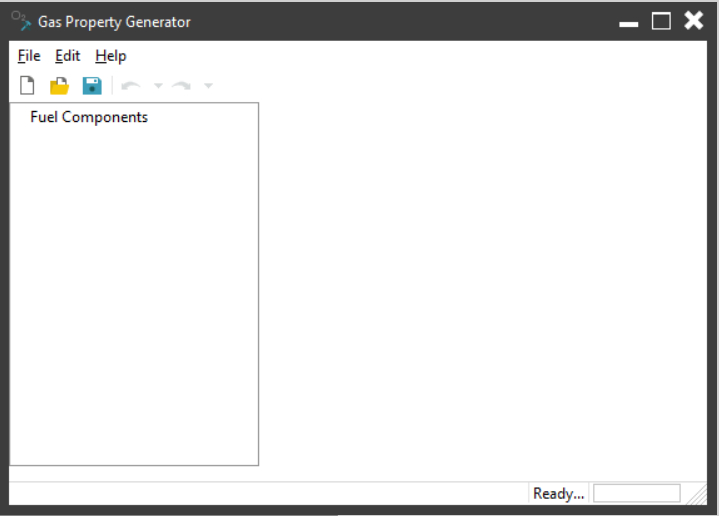 Gas Property Generator
File Edit Help
Fuel Components
Ready...